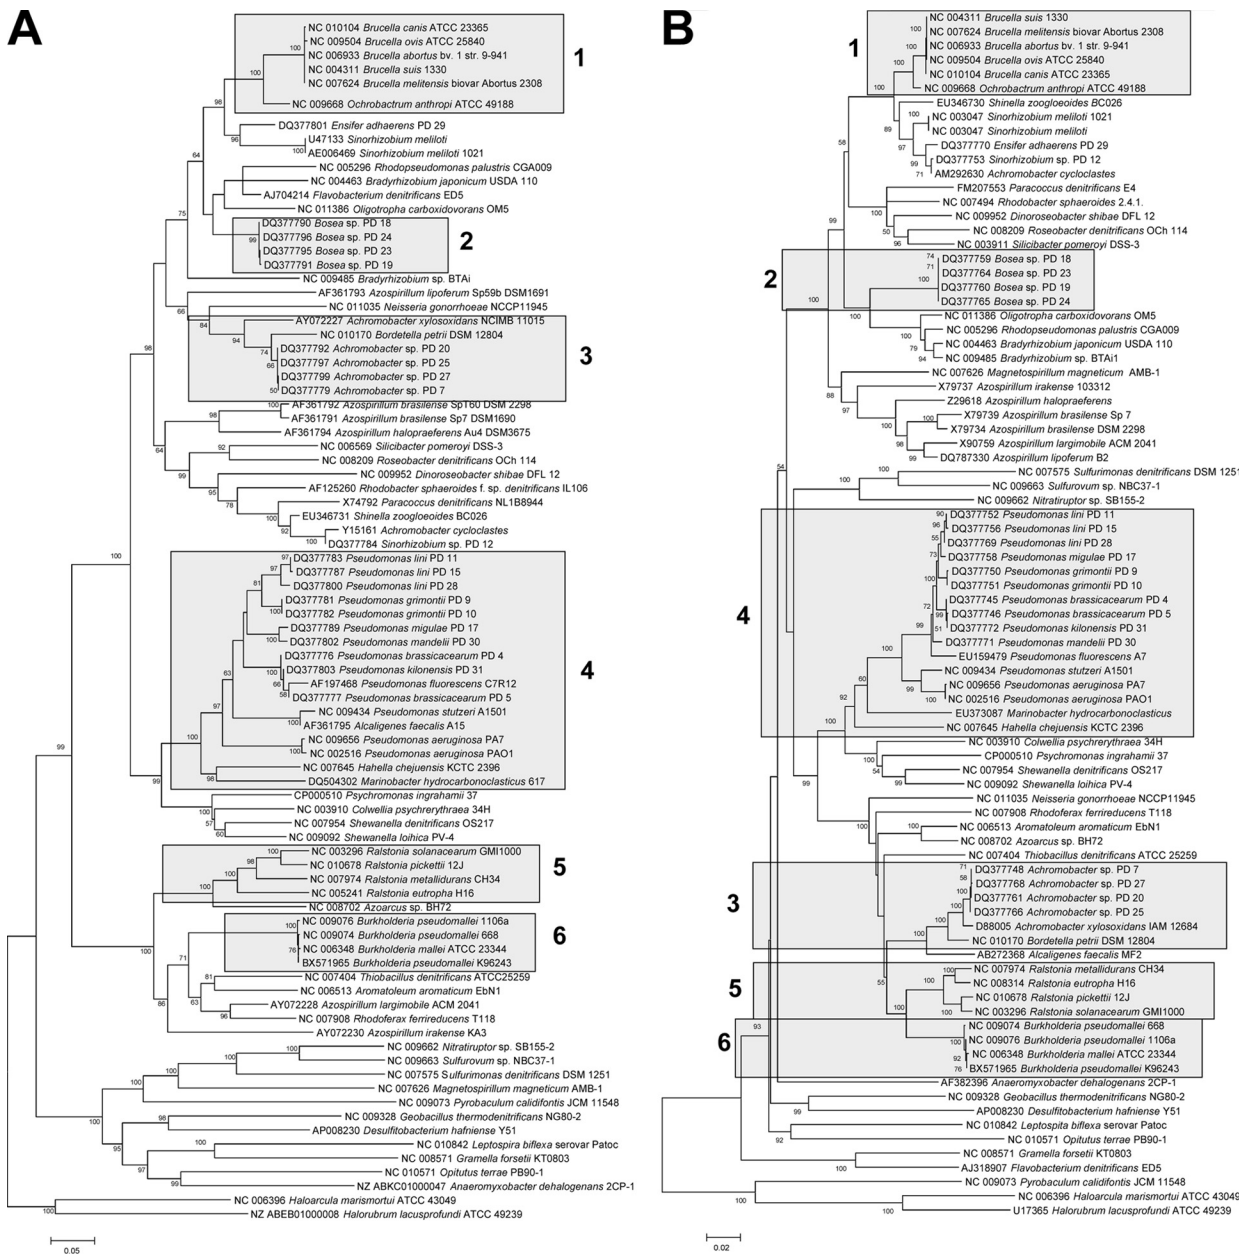 A
NC 010104 Brucella canis ATCC 23365
NC 009504 Brucella ovis ATCC 25840
NC 006933 Brucella abortus bv. 1 str. 9-941
NC 004311 Brucella suis 1330
NC 007624 Brucella melitensis biovar Abortus 2308
NC 009668 Ochrobactrum anthropi ATCC 49188
1
DQ377801 Ensifer adhaerens PD 29
U47133 Sinorhizobium meliloti
AE006469 Sinorhizobium meliloti 1021
NC 005296 Rhodopseudomonas palustris CGA009
NC 004463 Bradyrhizobium japonicum USDA 110
AJ704214 Flavobacterium denitrificans ED5
NC 011386 Oligotropha carboxidovorans OM5
DQ377790 Bosea sp. PD 18
DQ377796 Bosea sp. PD 24
DQ377795 Bosea sp. PD 23
DQ377791 Bosea sp. PD 19
2
NC 009485 Bradyrhizobium sp. BTAi
AF361793 Azospirillum lipoferum Sp59b DSM1691
NC 011035 Neisseria gonorrhoeae NCCP11945
AY072227 Achromobacter xylosoxidans NCIMB 11015
NC 010170 Bordetella petrii DSM 12804
DQ377792 Achromobacter sp. PD 20
DQ377797 Achromobacter sp. PD 25
DQ377799 Achromobacter sp. PD 27
DQ377779 Achromobacter sp. PD 7
3
AF361792 Azospirillum brasilense SpT60 DSM 2298
AF361791 Azospirillum brasilense Sp7 DSM1690
AF361794 Azospirillum halopraeferens Au4 DSM3675
NC 006569 Silicibacter pomeroyi DSS-3
NC 008209 Roseobacter denitrificans OCh 114
NC 009952 Dinoroseobacter shibae DFL 12
AF125260 Rhodobacter sphaeroides f. sp. denitrificans IL106
X74792 Paracoccus denitrificans NL1B8944
EU346731 Shinella zoogloeoides BC026
Y15161 Achromobacter cycloclastes
DQ377784 Sinorhizobium sp. PD 12
DQ377783 Pseudomonas lini PD 11
DQ377787 Pseudomonas lini PD 15
DQ377800 Pseudomonas lini PD 28
DQ377781 Pseudomonas grimontii PD 9
DQ377782 Pseudomonas grimontii PD 10
DQ377789 Pseudomonas migulae PD 17
DQ377802 Pseudomonas mandelii PD 30
DQ377776 Pseudomonas brassicacearum PD 4
DQ377803 Pseudomonas kilonensis PD 31
AF197468 Pseudomonas fluorescens C7R12
DQ377777 Pseudomonas brassicacearum PD 5
NC 009434 Pseudomonas stutzeri A1501
AF361795 Alcaligenes faecalis A15
NC 009656 Pseudomonas aeruginosa PA7
NC 002516 Pseudomonas aeruginosa PAO1
NC 007645 Hahella chejuensis KCTC 2396
DQ504302 Marinobacter hydrocarbonoclasticus 617
4
CP000510 Psychromonas ingrahamii 37
NC 003910 Colwellia psychrerythraea 34H
NC 007954 Shewanella denitrificans OS217
NC 009092 Shewanella loihica PV-4
NC 003296 Ralstonia solanacearum GMI1000
NC 010678 Ralstonia pickettii 12J
NC 007974 Ralstonia metallidurans CH34
NC 005241 Ralstonia eutropha H16
5
NC 008702 Azoarcus sp. BH72
NC 009076 Burkholderia pseudomallei 1106a
NC 009074 Burkholderia pseudomallei 668
NC 006348 Burkholderia mallei ATCC 23344
BX571965 Burkholderia pseudomallei K96243
6
NC 007404 Thiobacillus denitrificans ATCC25259
NC 006513 Aromatoleum aromaticum EbN1
AY072228 Azospirillum largimobile ACM 2041
NC 007908 Rhodoferax ferrireducens T118
AY072230 Azospirillum irakense KA3
NC 009662 Nitratiruptor sp. SB155-2
NC 009663 Sulfurovum sp. NBC37-1
NC 007575 Sulfurimonas denitrificans DSM 1251
NC 007626 Magnetospirillum magneticum AMB-1
NC 009073 Pyrobaculum calidifontis JCM 11548
NC 009328 Geobacillus thermodenitrificans NG80-2
AP008230 Desulfitobacterium hafniense Y51
NC 010842 Leptospira biflexa serovar Patoc
NC 008571 Gramella forsetii KT0803
NC 010571 Opitutus terrae PB90-1
NZ ABKC01000047 Anaeromyxobacter dehalogenans 2CP-1
NC 006396 Haloarcula marismortui ATCC 43049
NZ ABEB01000008 Halorubrum lacusprofundi ATCC 49239
0.05
B
NC 004311 Brucella suis 1330
NC 007624 Brucella melitensis biovar Abortus 2308
NC 006933 Brucella abortus bv. 1 str. 9-941
NC 009504 Brucella ovis ATCC 25840
NC 010104 Brucella canis ATCC 23365
NC 009668 Ochrobactrum anthropi ATCC 49188
1
EU346730 Shinella zoogloeoides BC026
NC 003047 Sinorhizobium meliloti 1021
NC 003047 Sinorhizobium meliloti
DQ377770 Ensifer adhaerens PD 29
DQ377753 Sinorhizobium sp. PD 12
AM292630 Achromobacter cycloclastes
FM207553 Paracoccus denitrificans E4
NC 007494 Rhodobacter sphaeroides 2.4.1.
NC 009952 Dinoroseobacter shibae DFL 12
NC 008209 Roseobacter denitrificans OCh 114
NC 003911 Silicibacter pomeroyi DSS-3
DQ377759 Bosea sp. PD 18
DQ377764 Bosea sp. PD 23
DQ377760 Bosea sp. PD 19
DQ377765 Bosea sp. PD 24
2
NC 011386 Oligotropha carboxidovorans OM5
NC 005296 Rhodopseudomonas palustris CGA009
NC 004463 Bradyrhizobium japonicum USDA 110
NC 009485 Bradyrhizobium sp. BTAi1
NC 007626 Magnetospirillum magneticum AMB-1
X79737 Azospirillum irakense 103312
Z29618 Azospirillum halopraeferens
X79739 Azospirillum brasilense Sp 7
X79734 Azospirillum brasilense DSM 2298
X90759 Azospirillum largimobile ACM 2041
DQ787330 Azospirillum lipoferum B2
NC 007575 Sulfurimonas denitrificans DSM 1251
NC 009663 Sulfurovum sp. NBC37-1
NC 009662 Nitratiruptor sp. SB155-2
DQ377752 Pseudomonas lini PD 11
DQ377756 Pseudomonas lini PD 15
DQ377769 Pseudomonas lini PD 28
DQ377758 Pseudomonas migulae PD 17
DQ377750 Pseudomonas grimontii PD 9
DQ377751 Pseudomonas grimontii PD 10
DQ377745 Pseudomonas brassicacearum PD 4
DQ377746 Pseudomonas brassicacearum PD 5
DQ377772 Pseudomonas kilonensis PD 31
DQ377771 Pseudomonas mandelii PD 30
EU159479 Pseudomonas fluorescens A7
NC 009434 Pseudomonas stutzeri A1501
NC 009656 Pseudomonas aeruginosa PA7
NC 002516 Pseudomonas aeruginosa PAO1
EU373087 Marinobacter hydrocarbonoclasticus
NC 007645 Hahella chejuensis KCTC 2396
4
NC 003910 Colwellia psychrerythraea 34H
CP000510 Psychromonas ingrahamii 37
NC 007954 Shewanella denitrificans OS217
NC 009092 Shewanella loihica PV-4
NC 011035 Neisseria gonorrhoeae NCCP11945
NC 007908 Rhodoferax ferrireducens T118
NC 006513 Aromatoleum aromaticum EbN1
NC 008702 Azoarcus sp. BH72
NC 007404 Thiobacillus denitrificans ATCC 25259
DQ377748 Achromobacter sp. PD 7
DQ377768 Achromobacter sp. PD 27
DQ377761 Achromobacter sp. PD 20
DQ377766 Achromobacter sp. PD 25
D88005 Achromobacter xylosoxidans IAM 12684
NC 010170 Bordetella petrii DSM 12804
3
AB272368 Alcaligenes faecalis MF2
NC 007974 Ralstonia metallidurans CH34
NC 008314 Ralstonia eutropha H16
NC 010678 Ralstonia pickettii 12J
NC 003296 Ralstonia solanacearum GMI1000
5
NC 009074 Burkholderia pseudomallei 668
NC 009076 Burkholderia pseudomallei 1106a
NC 006348 Burkholderia mallei ATCC 23344
BX571965 Burkholderia pseudomallei K96243
6
AF382396 Anaeromyxobacter dehalogenans 2CP-1
NC 009328 Geobacillus thermodenitrificans NG80-2
AP008230 Desulfitobacterium hafniense Y51
NC 010842 Leptospita biflexa serovar Patoc
NC 010571 Opitutus terrae PB90-1
NC 008571 Gramella forsetii KT0803
AJ318907 Flavobacterium denitrificans ED5
NC 009073 Pyrobaculum calidifontis JCM 11548
NC 006396 Haloarcula marismortui ATCC 43049
U17365 Halorubrum lacusprofundi ATCC 49239
0.02